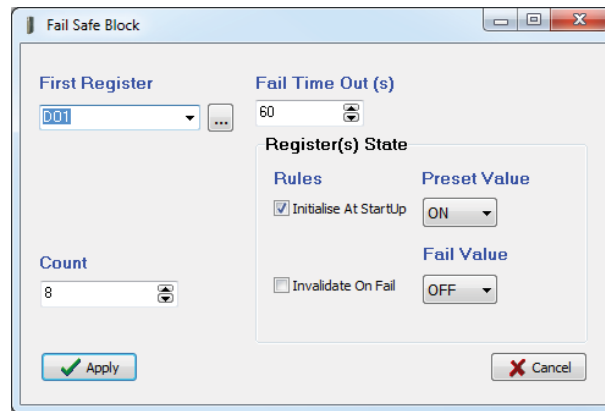 Fail Safe Block
First Register
Fail Time Out (s)
DO1
...
60
Register(s) State
Rules
Preset Value
Initialise At StartUp
ON
Count
Fail Value
8
Invalidate On Fail
OFF
Apply
Cancel